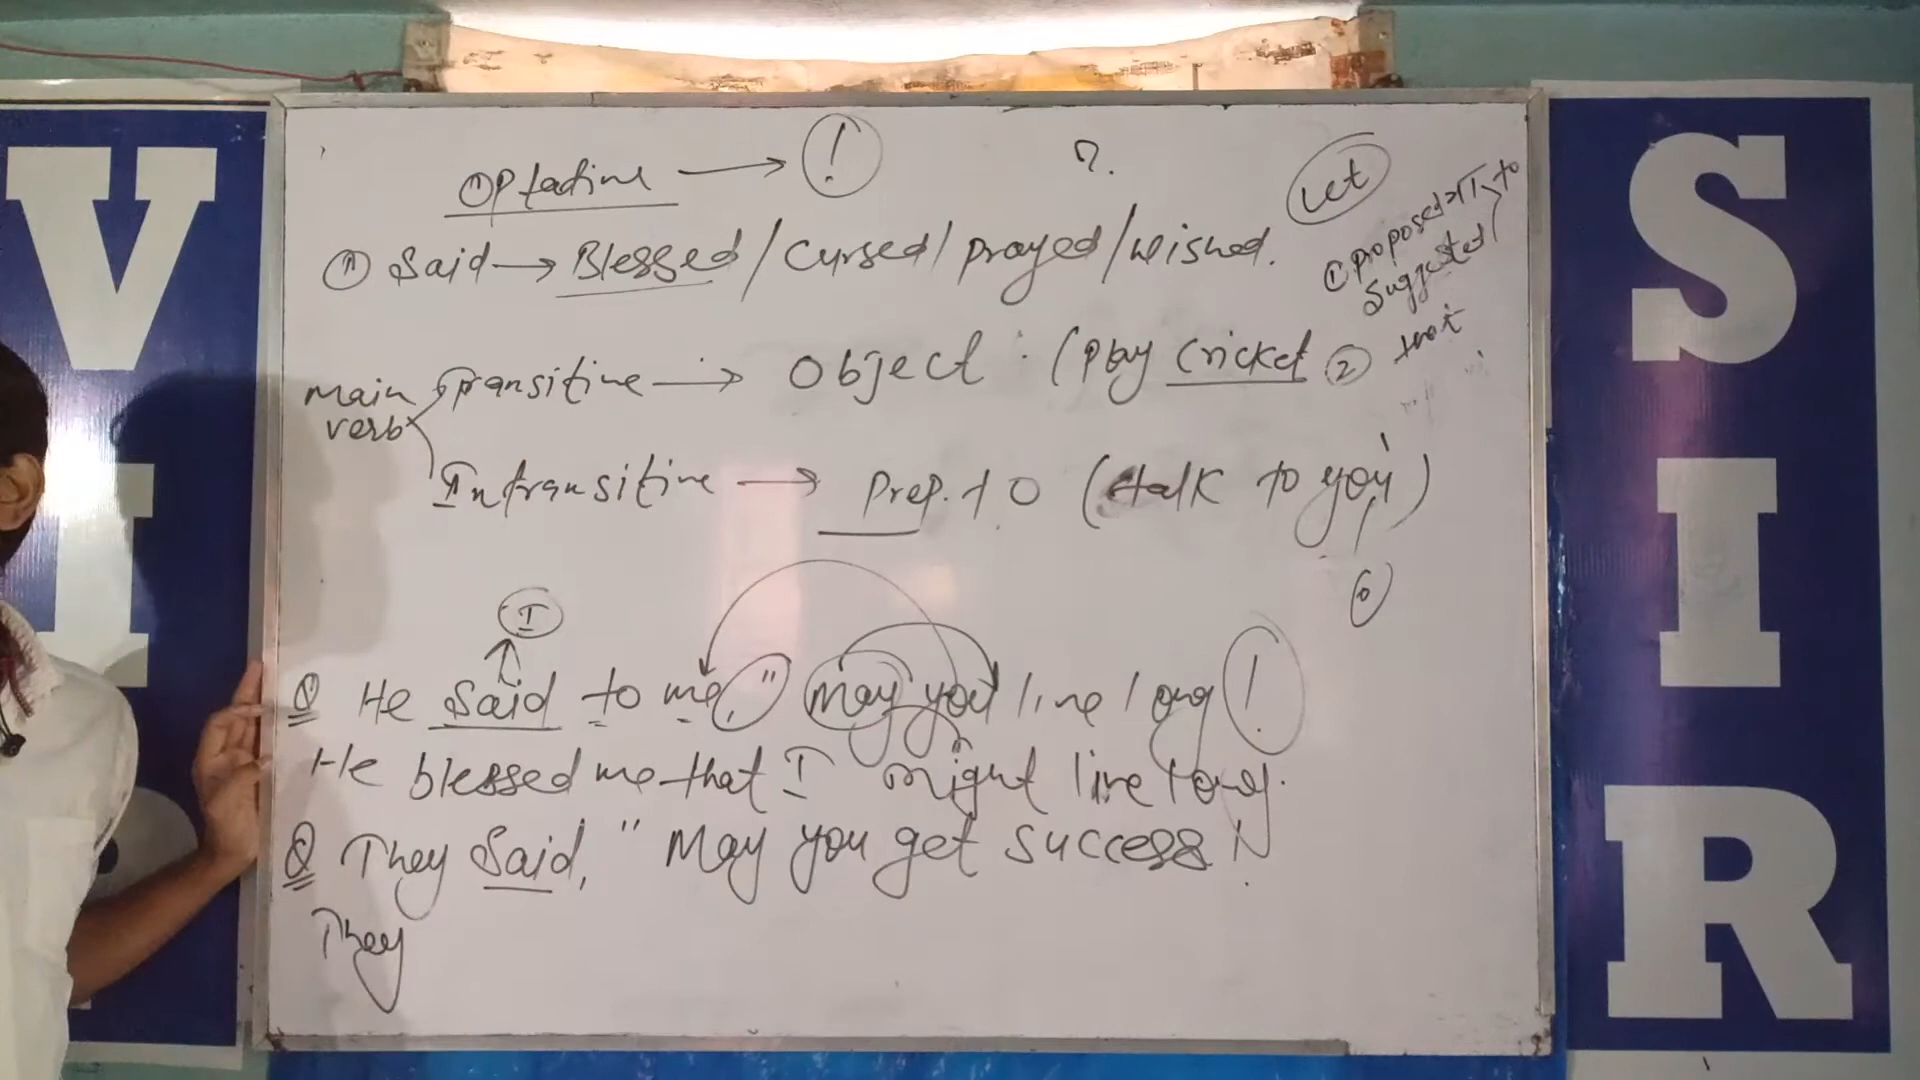 Optative → !
?
Let
① Said → Blessed / Cursed / prayed / wished.
① proposed to
Suggested
② that
Main verb
Transitive → Object : (play cricket
Intransitive → Prep. + O (talk to you)
O
I
Q He said to me, " may you live long !
He blessed me that I might live long.
Q They said, " May you get success !
They
V
I
P
S
I
R